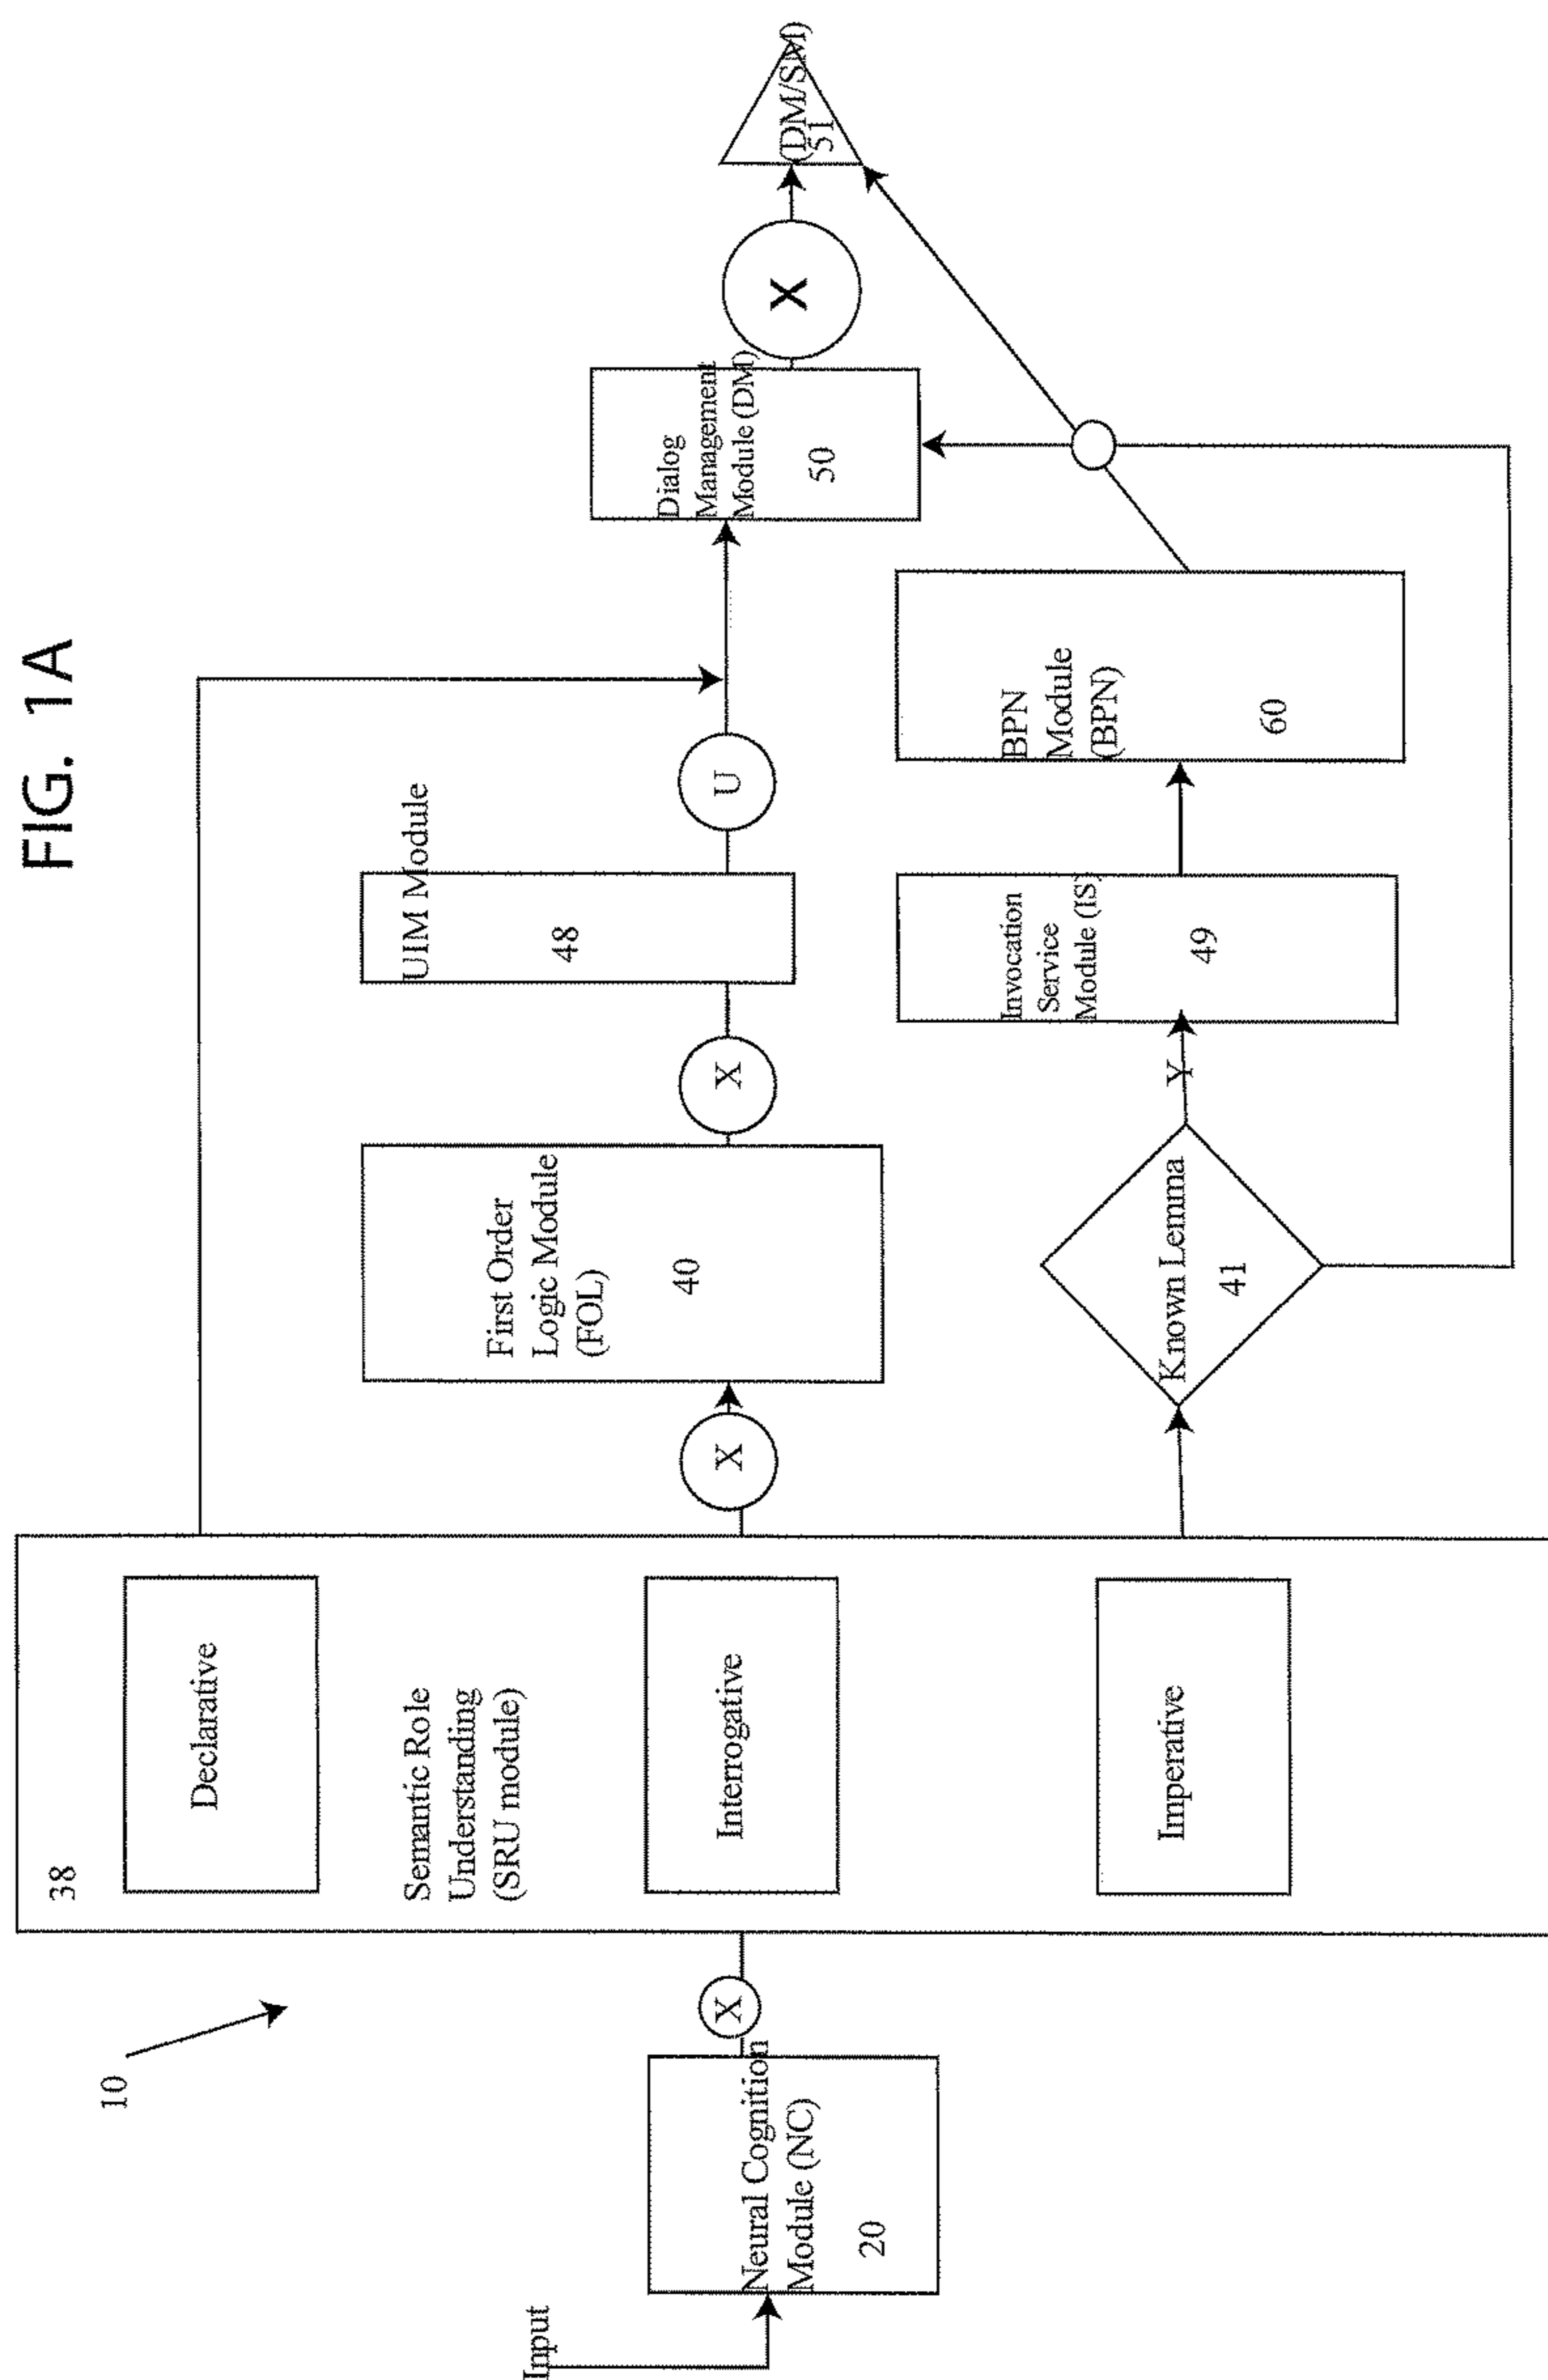 FIG. 1A
10
Input
Neural Cognition
Module (NC)
20
X
38
Declarative
Semantic Role
Understanding
(SRU module)
Interrogative
Imperative
X
First Order
Logic Module
(FOL)
40
X
UIM Module
48
U
Known Lemma
41
Y
Invocation
Service
Module (IS)
49
BPN
Module
(BPN)
60
Dialog
Management
Module (DM)
50
X
(DM/SM)
51